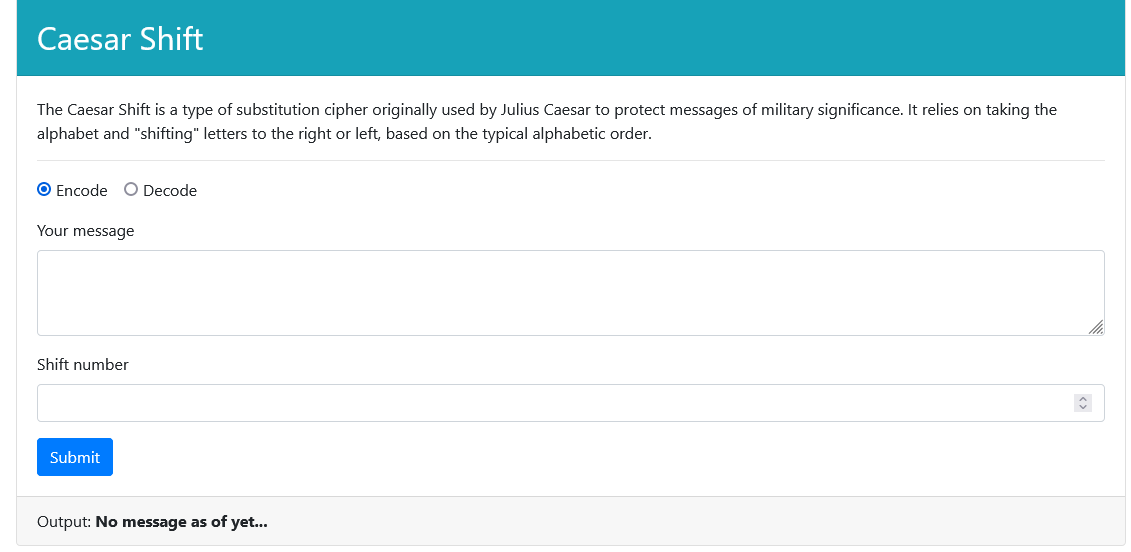 Caesar Shift
The Caesar Shift is a type of substitution cipher originally used by Julius Caesar to protect messages of military significance. It relies on taking the
alphabet and "shifting" letters to the right or left, based on the typical alphabetic order.
Encode Decode
Your message
Shift number
Submit
Output: No message as of yet...